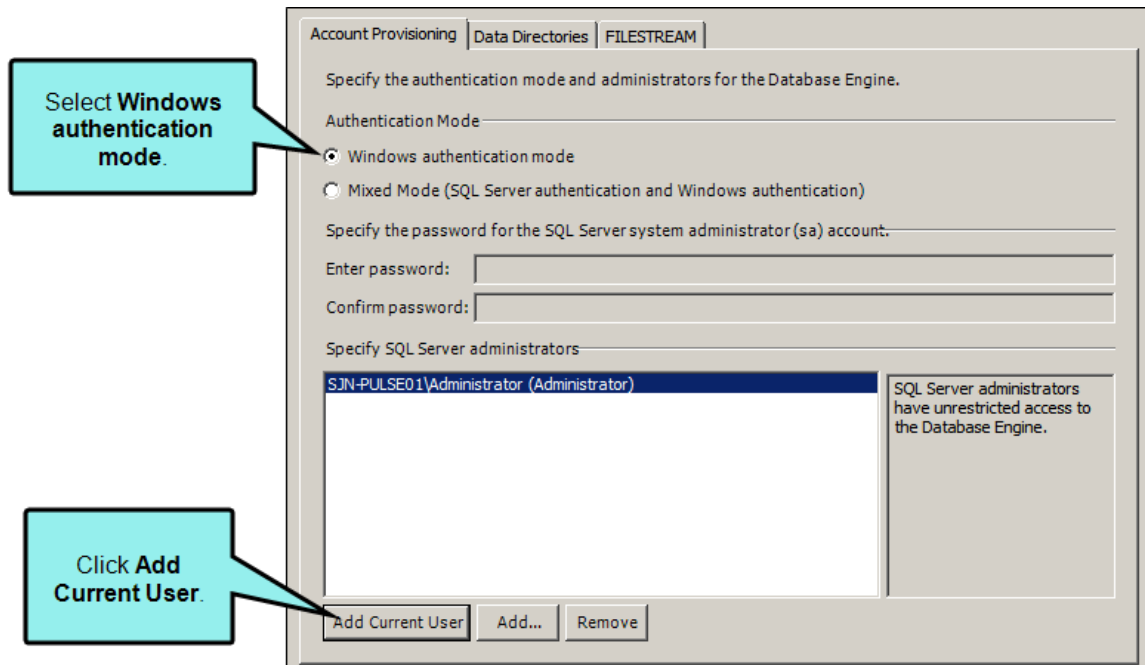 Account Provisioning Data Directories FILESTREAM
Specify the authentication mode and administrators for the Database Engine.
Select Windows
authentication
mode.
Authentication Mode
Windows authentication mode
Mixed Mode (SQL Server authentication and Windows authentication)
Specify the password for the SQL Server system administrator (sa) account.
Enter password:
Confirm password:
Specify SQL Server administrators
SJN-PULSE01\Administrator (Administrator)
SQL Server administrators
have unrestricted access to
the Database Engine.
Click Add
Current User.
Add Current User Add... Remove